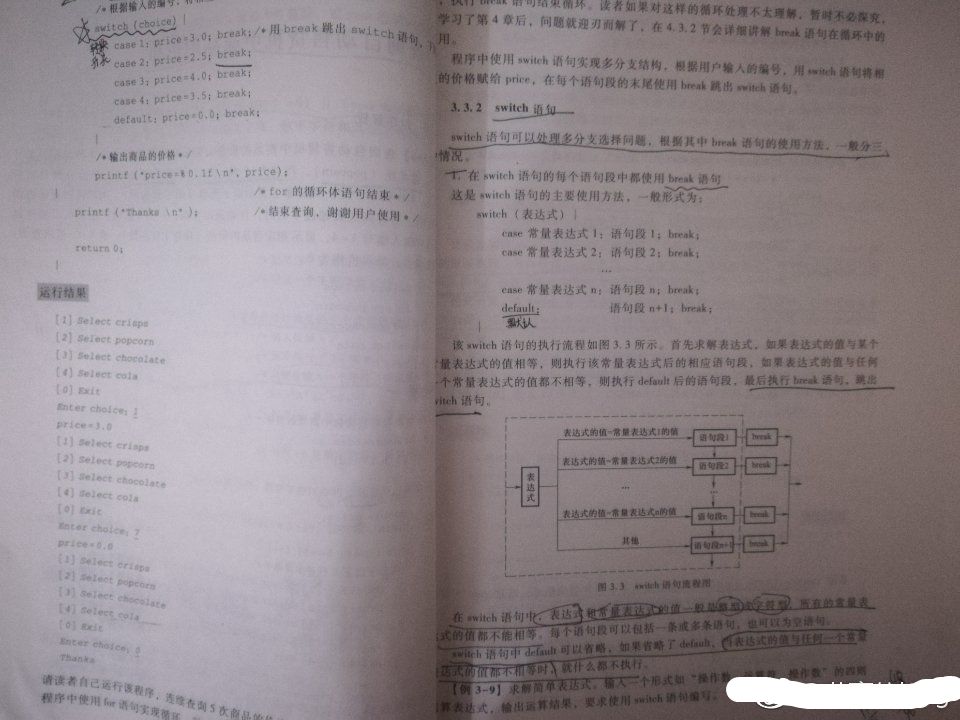 /*根据输入的编号,
switch (choice) {
case 1: price=3.0; break; /*用 break 跳出 switch 语句,
转换
case 2: price=2.5; break;
case 3: price=4.0; break;
case 4: price=3.5; break;
default: price=0.0; break;
}
/*输出商品的价格*/
printf ("price=%0.1f\n", price);
} /*for 的循环体语句结束*/
printf ("Thanks \n"); /*结束查询,谢谢用户使用*/
return 0;
}
运行结果
[1] Select crisps
[2] Select popcorn
[3] Select chocolate
[4] Select cola
[0] Exit
Enter choice: 1
price=3.0
[1] Select crisps
[2] Select popcorn
[3] Select chocolate
[4] Select cola
[0] Exit
Enter choice: 7
price=0.0
[1] Select crisps
[2] Select popcorn
[3] Select chocolate
[4] Select cola
[0] Exit
Enter choice: 0
Thanks
请读者自己运行该程序,连续查询 5 次商品的
程序中使用 for 语句实现循环
执行 break 语句结束循环。读者如果对这样的循环处理不太理解,暂时不必深究,
学习了第 4 章后,问题就迎刃而解了,在 4.3.2 节会详细讲解 break 语句在循环中的
用。
程序中使用 switch 语句实现多分支结构,根据用户输入的编号,用 switch 语句将相
的价格赋给 price,在每个语句段的末尾使用 break 跳出 switch 语句。
3.3.2 switch 语句
switch 语句可以处理多分支选择问题,根据其中 break 语句的使用方法,一般分三
情况。
1. 在 switch 语句的每个语句段中都使用 break 语句
这是 switch 语句的主要使用方法,一般形式为:
switch (表达式) {
case 常量表达式 1: 语句段 1; break;
case 常量表达式 2: 语句段 2; break;
…
case 常量表达式 n: 语句段 n; break;
default: 语句段 n+1; break;
} 默认
该 switch 语句的执行流程如图 3.3 所示。首先求解表达式,如果表达式的值与某个
量表达式的值相等,则执行该常量表达式后的相应语句段,如果表达式的值与任何
个常量表达式的值都不相等,则执行 default 后的语句段,最后执行 break 语句,跳出
witch 语句。
表达式的值=常量表达式1的值 语句段1 break
表达式的值=常量表达式2的值 语句段2 break
表达式
… …
表达式的值=常量表达式n的值 语句段n break
其他 语句段n+1 break
图 3.3 switch 语句流程图
在 switch 语句中,表达式和常量表达式的值一般是整型或字符型,所有的常量表
式的值都不能相等。每个语句段可以包括一条或多条语句,也可以为空语句。
switch 语句中 default 可以省略,如果省略了 default,当表达式的值与任何一个常量
达式的值都不相等时,就什么都不执行。
【例 3-9】求解简单表达式。输入一个形式如“操作数 运算符 操作数”的四则
算表达式,输出运算结果,要求使用 switch 语句编写。